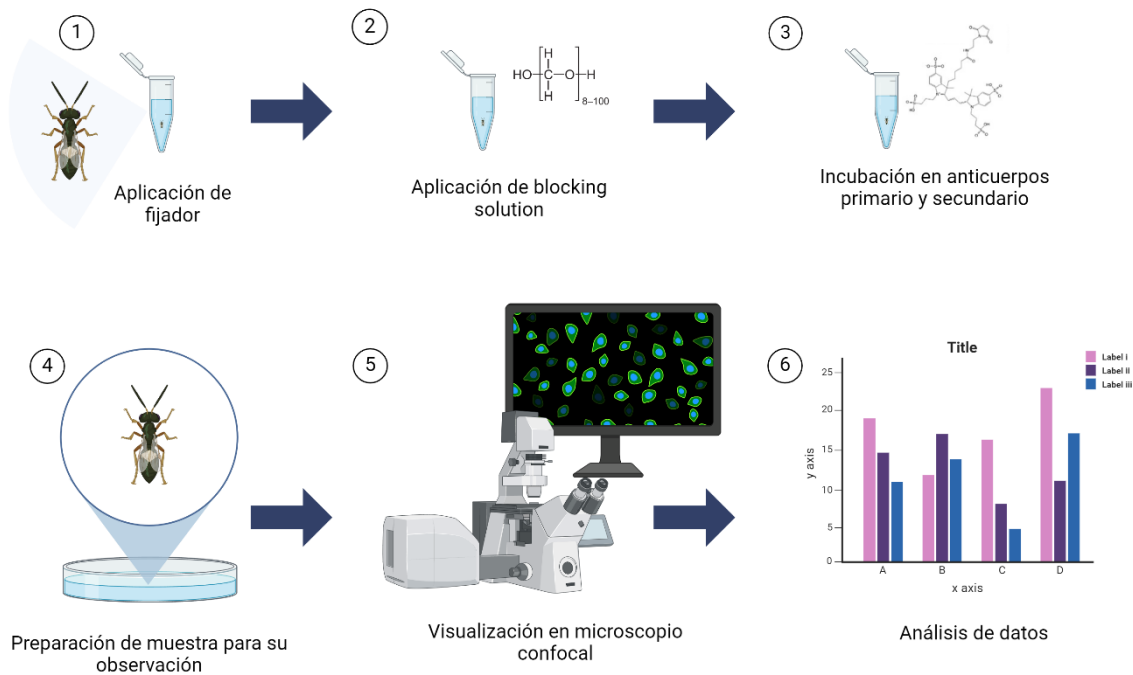 1
Aplicación de
fijador
2
H
HO
C
O
H
H
8–100
Aplicación de blocking
solution
3
Incubación en anticuerpos
primario y secundario
4
Preparación de muestra para su
observación
5
Visualización en microscopio
confocal
6
Title
Label i
Label ii
Label iii
y axis
25
20
15
10
5
0
A
B
C
D
x axis
Análisis de datos